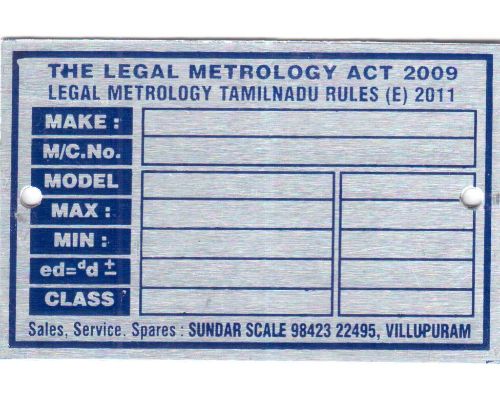 THE LEGAL METROLOGY ACT 2009
LEGAL METROLOGY TAMILNADU RULES (E) 2011
MAKE :
M/C.No.
MODEL
MAX :
MIN :
ed=ᵈd ±
CLASS
Sales, Service, Spares : SUNDAR SCALE 98423 22495, VILLUPURAM